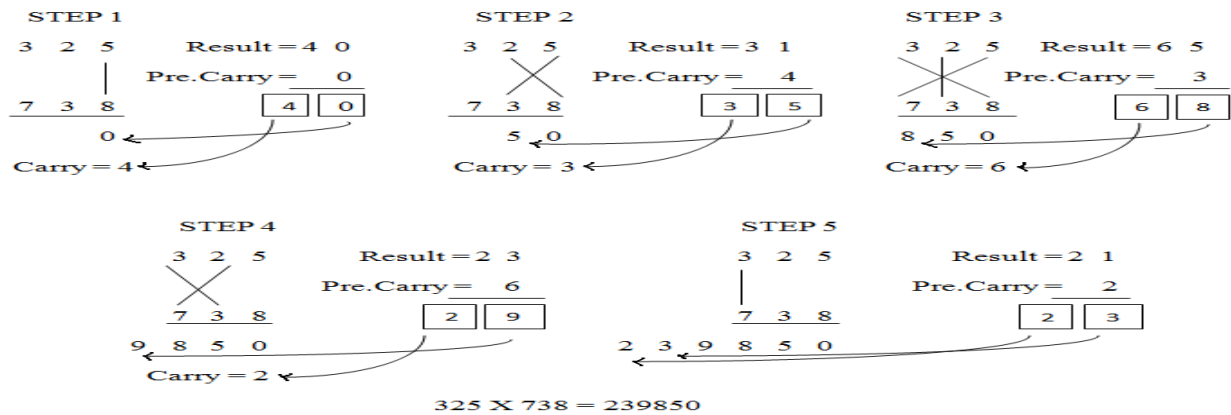 STEP 1
3 2 5 Result = 4 0
Pre.Carry = 0
7 3 8 4 0
0
Carry = 4
STEP 2
3 2 5 Result = 3 1
Pre.Carry = 4
7 3 8 3 5
5 0
Carry = 3
STEP 3
3 2 5 Result = 6 5
Pre.Carry = 3
7 3 8 6 8
8 5 0
Carry = 6
STEP 4
3 2 5 Result = 2 3
Pre.Carry = 6
7 3 8 2 9
9 8 5 0
Carry = 2
STEP 5
3 2 5 Result = 2 1
Pre.Carry = 2
7 3 8 2 3
2 3 9 8 5 0
325 X 738 = 239850